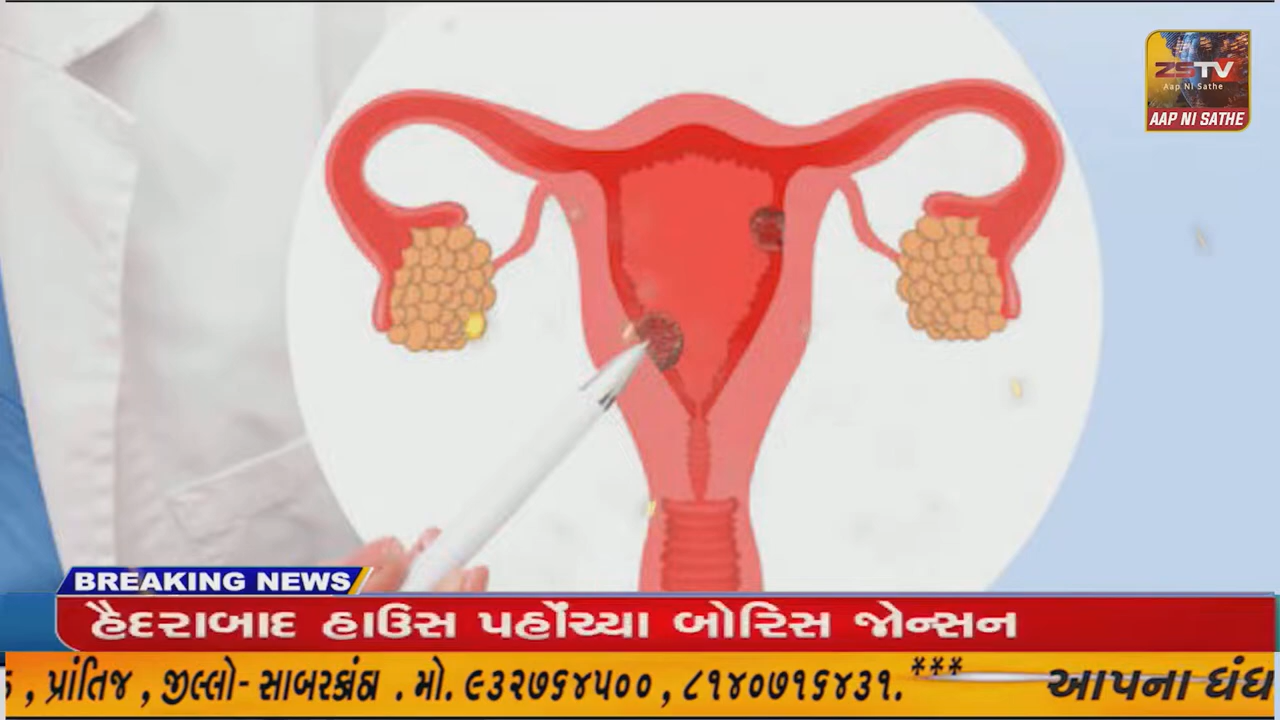 ZSTV
Aap Ni Sathe
AAP NI SATHE
BREAKING NEWS
હૈદરાબાદ હાઉસ પહોંચ્યા બોરિસ જોન્સન
, પ્રાંતિજ , જીલ્લો- સાબરકાંઠા . મો. ૯૩૨૭૬૪૫૦૦ , ૮૧૪૦૭૧૬૪૩૧.*** આપના